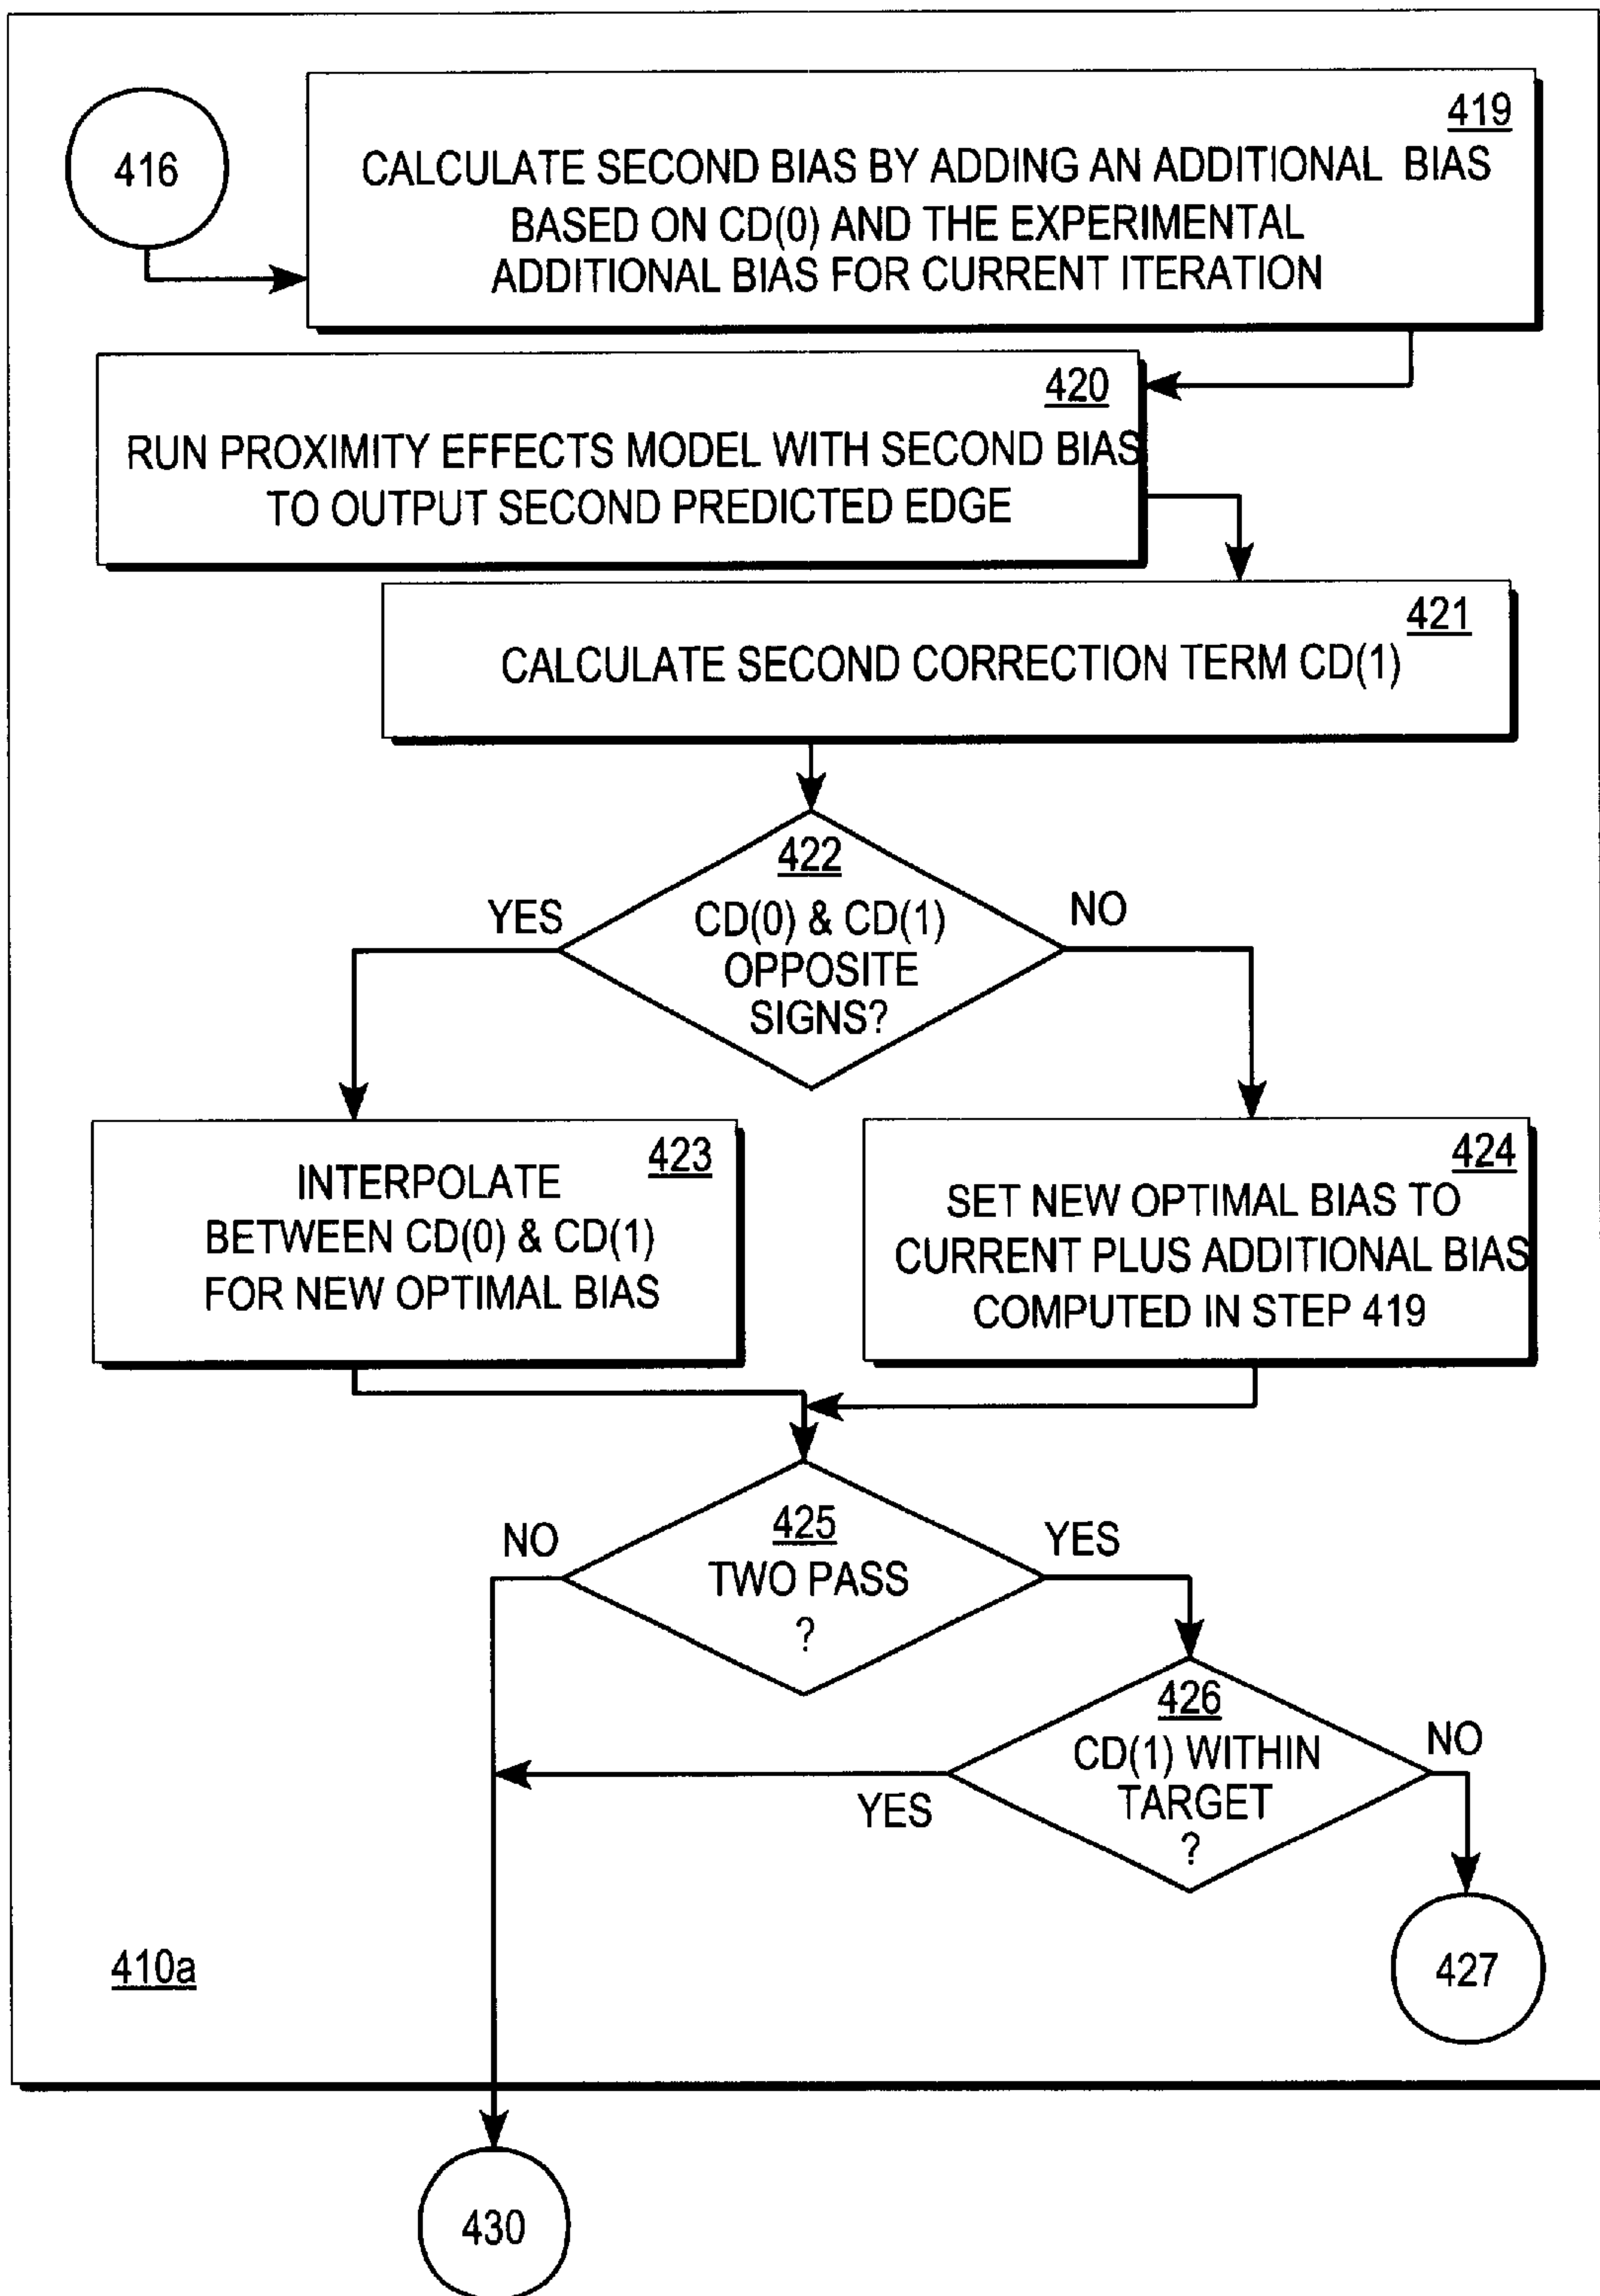 416
419
CALCULATE SECOND BIAS BY ADDING AN ADDITIONAL BIAS
BASED ON CD(0) AND THE EXPERIMENTAL
ADDITIONAL BIAS FOR CURRENT ITERATION
420
RUN PROXIMITY EFFECTS MODEL WITH SECOND BIAS
TO OUTPUT SECOND PREDICTED EDGE
421
CALCULATE SECOND CORRECTION TERM CD(1)
422
YES
CD(0) & CD(1)
NO
OPPOSITE
SIGNS?
423
INTERPOLATE
BETWEEN CD(0) & CD(1)
FOR NEW OPTIMAL BIAS
424
SET NEW OPTIMAL BIAS TO
CURRENT PLUS ADDITIONAL BIAS
COMPUTED IN STEP 419
425
NO
YES
TWO PASS
?
426
CD(1) WITHIN
NO
TARGET
YES
?
410a
427
430